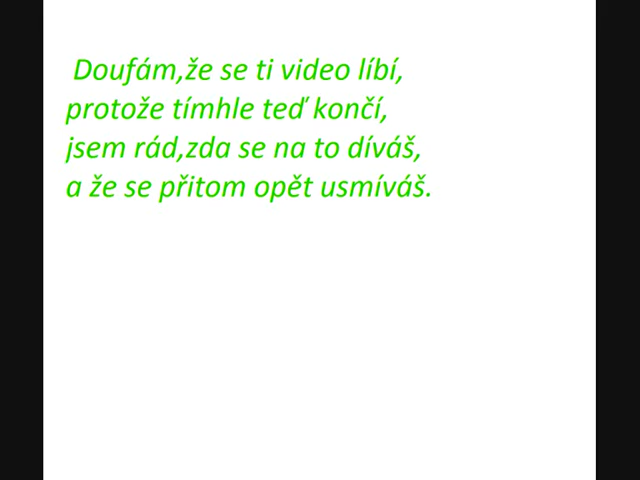 Doufám,že se ti video líbí,
protože tímhle teď končí,
jsem rád,zda se na to díváš,
a že se přitom opět usmíváš.